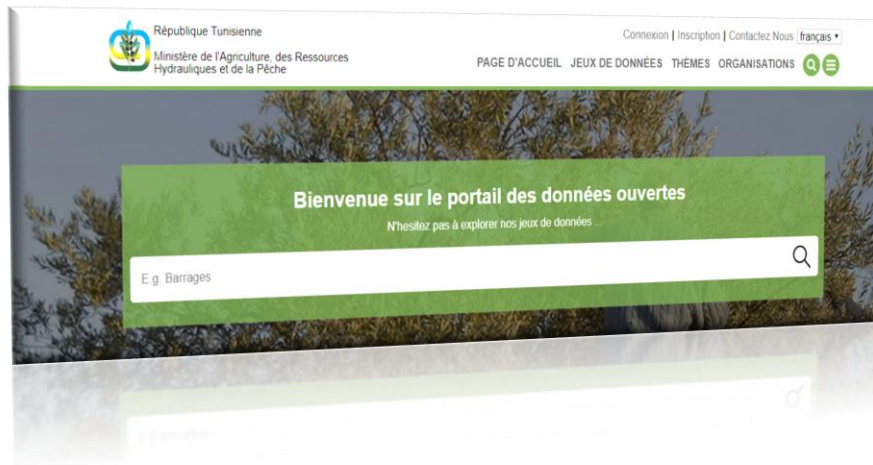 République Tunisienne
Ministère de l'Agriculture, des Ressources
Hydrauliques et de la Pêche
Connexion | Inscription | Contactez Nous français
PAGE D'ACCUEIL JEUX DE DONNÉES THÈMES ORGANISATIONS
Bienvenue sur le portail des données ouvertes
N'hesitez pas à explorer nos jeux de données ...
E.g. Barrages